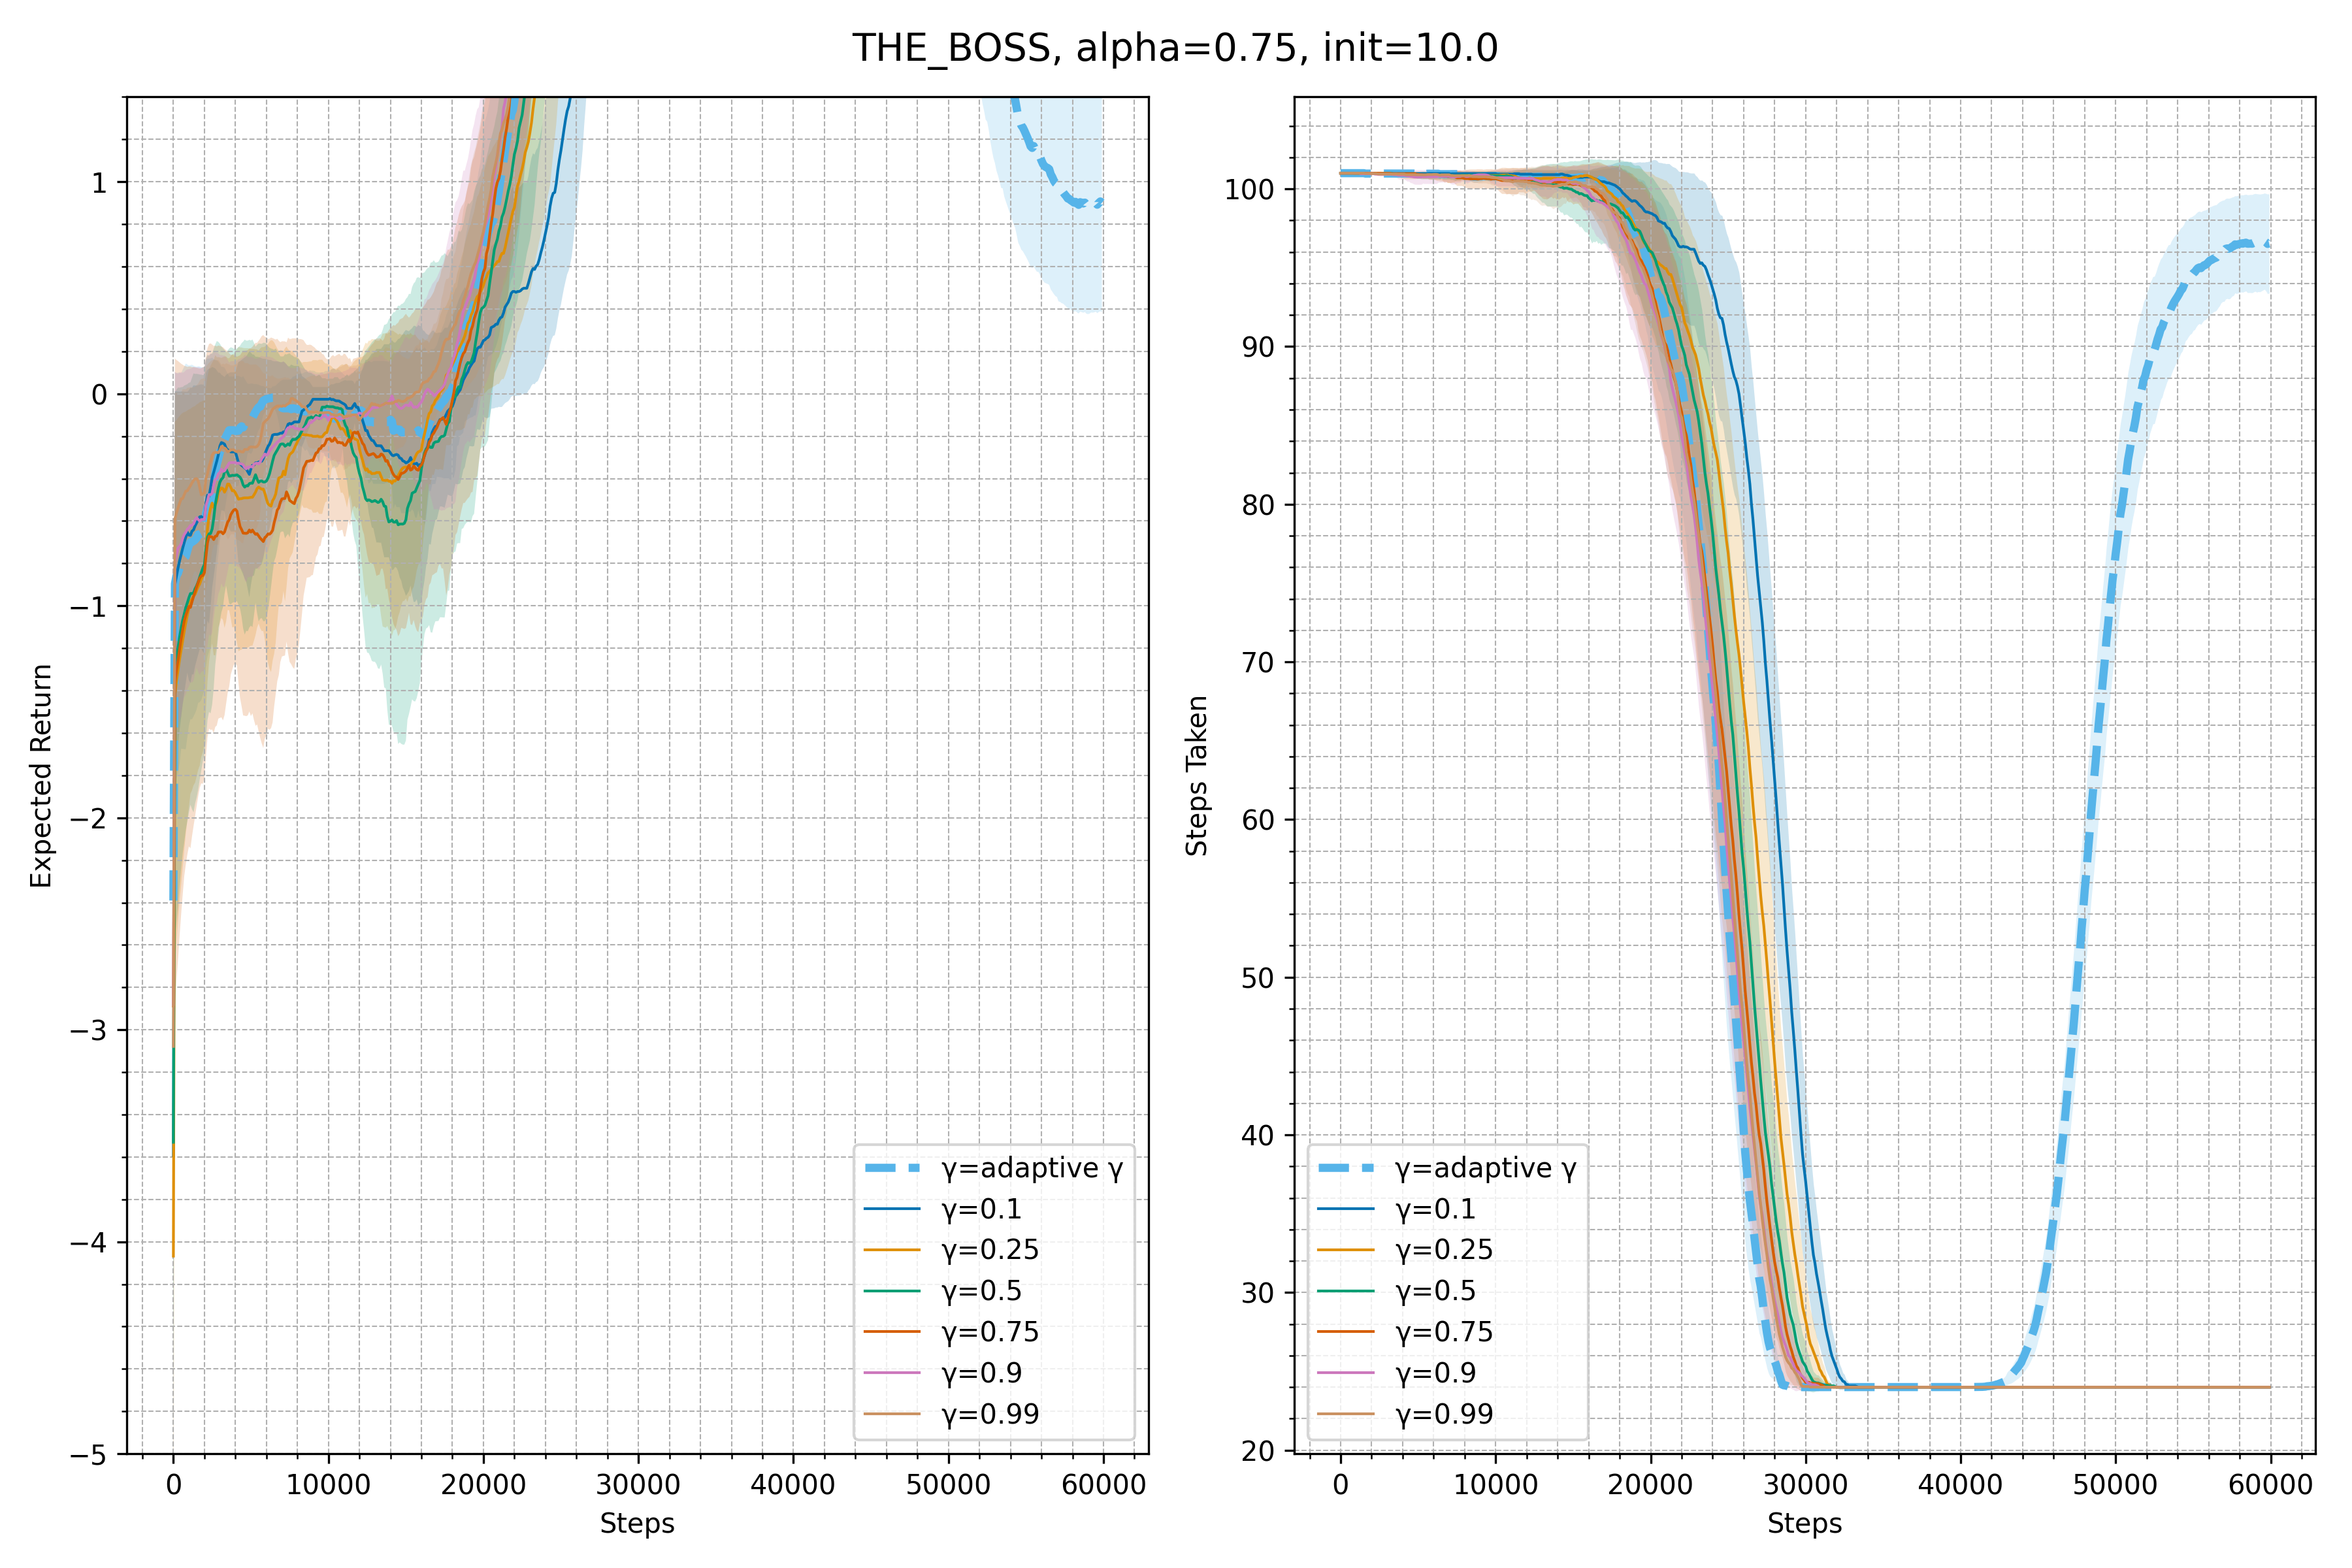 THE_BOSS, alpha=0.75, init=10.0
Expected Return
1
0
−1
−2
−3
−4
−5
0 10000 20000 30000 40000 50000 60000
Steps
γ=adaptive γ
γ=0.1
γ=0.25
γ=0.5
γ=0.75
γ=0.9
γ=0.99
Steps Taken
100
90
80
70
60
50
40
30
20
0 10000 20000 30000 40000 50000 60000
Steps
γ=adaptive γ
γ=0.1
γ=0.25
γ=0.5
γ=0.75
γ=0.9
γ=0.99